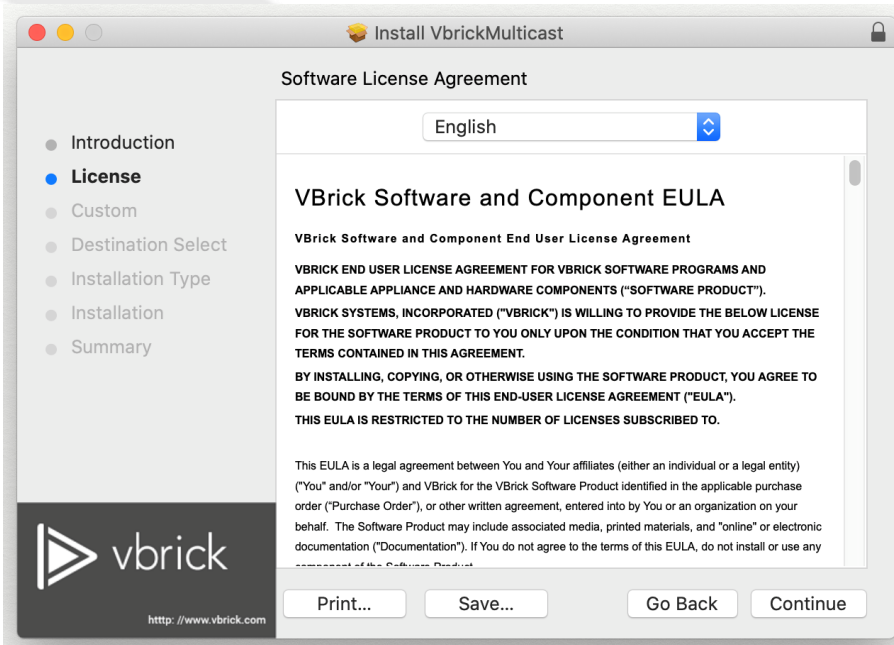 Install VbrickMulticast
Software License Agreement
Introduction
License
Custom
Destination Select
Installation Type
Installation
Summary
English
VBrick Software and Component EULA
VBrick Software and Component End User License Agreement
VBRICK END USER LICENSE AGREEMENT FOR VBRICK SOFTWARE PROGRAMS AND
APPLICABLE APPLIANCE AND HARDWARE COMPONENTS (“SOFTWARE PRODUCT”).
VBRICK SYSTEMS, INCORPORATED ("VBRICK") IS WILLING TO PROVIDE THE BELOW LICENSE
FOR THE SOFTWARE PRODUCT TO YOU ONLY UPON THE CONDITION THAT YOU ACCEPT THE
TERMS CONTAINED IN THIS AGREEMENT.
BY INSTALLING, COPYING, OR OTHERWISE USING THE SOFTWARE PRODUCT, YOU AGREE TO
BE BOUND BY THE TERMS OF THIS END-USER LICENSE AGREEMENT ("EULA").
THIS EULA IS RESTRICTED TO THE NUMBER OF LICENSES SUBSCRIBED TO.
This EULA is a legal agreement between You and Your affiliates (either an individual or a legal entity)
("You" and/or "Your") and VBrick for the VBrick Software Product identified in the applicable purchase
order (“Purchase Order”), or other written agreement, entered into by You or an organization on your
behalf. The Software Product may include associated media, printed materials, and "online" or electronic
documentation ("Documentation"). If You do not agree to the terms of this EULA, do not install or use any
component of the Software Product.
vbrick
htttp: //www.vbrick.com
Print...
Save...
Go Back
Continue